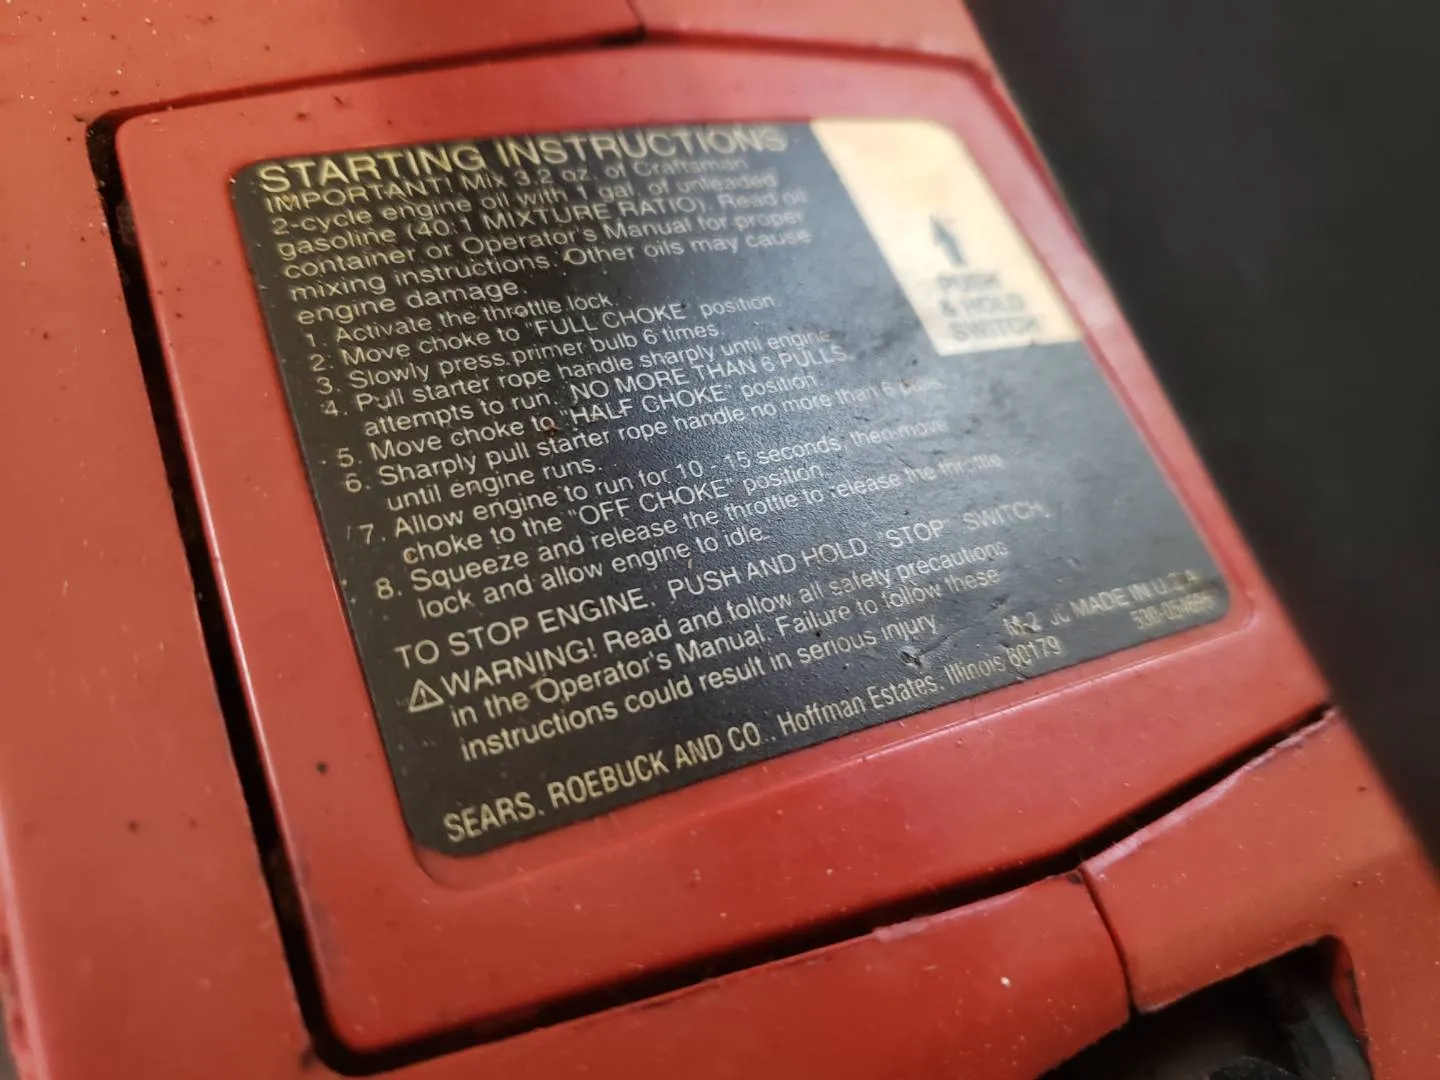 STARTING INSTRUCTIONS
IMPORTANT! Mix 3.2 oz. of Craftsman
2-cycle engine oil with 1 gal. of unleaded
gasoline (40:1 MIXTURE RATIO). Read oil
container or Operator's Manual for proper
mixing instructions. Other oils may cause
engine damage.
1. Activate the throttle lock.
2. Move choke to "FULL CHOKE" position
3. Slowly press primer bulb 6 times.
4. Pull starter rope handle sharply until engine
attempts to run. NO MORE THAN 6 PULLS.
5. Move choke to "HALF CHOKE" position.
6. Sharply pull starter rope handle no more than 6 pulls.
until engine runs.
7. Allow engine to run for 10 - 15 seconds, then move
choke to the "OFF CHOKE" position.
8. Squeeze and release the throttle to release the throttle
lock and allow engine to idle.
TO STOP ENGINE, PUSH AND HOLD "STOP" SWITCH.
⚠WARNING! Read and follow all safety precautions
in the Operator's Manual. Failure to follow these
instructions could result in serious injury
M-2 JC MADE IN U.S.A.
SEARS, ROEBUCK AND CO., Hoffman Estates, Illinois 60179
PUSH
& HOLD
SWITCH